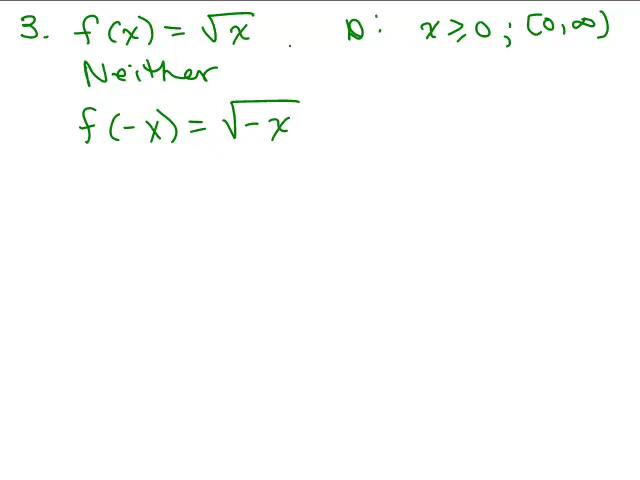 3. f(x) = √x D: x ≥ 0 ; [0, ∞)
Neither
f(-x) = √-x